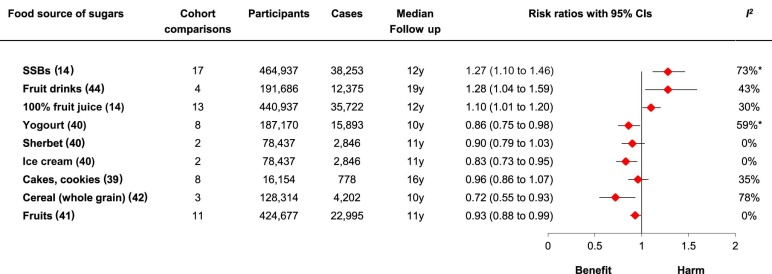 Food source of sugars Cohort comparisons Participants Cases Median Follow up Risk ratios with 95% CIs I²
SSBs (14) 17 464,937 38,253 12y 1.27 (1.10 to 1.46) 73%*
Fruit drinks (44) 4 191,686 12,375 19y 1.28 (1.04 to 1.59) 43%
100% fruit juice (14) 13 440,937 35,722 12y 1.10 (1.01 to 1.20) 30%
Yogourt (40) 8 187,170 15,893 10y 0.86 (0.75 to 0.98) 59%*
Sherbet (40) 2 78,437 2,846 11y 0.90 (0.79 to 1.03) 0%
Ice cream (40) 2 78,437 2,846 11y 0.83 (0.73 to 0.95) 0%
Cakes, cookies (39) 8 16,154 778 16y 0.96 (0.86 to 1.07) 35%
Cereal (whole grain) (42) 3 128,314 4,202 10y 0.72 (0.55 to 0.93) 78%
Fruits (41) 11 424,677 22,995 11y 0.93 (0.88 to 0.99) 0%
0 0.5 1 1.5 2
Benefit Harm